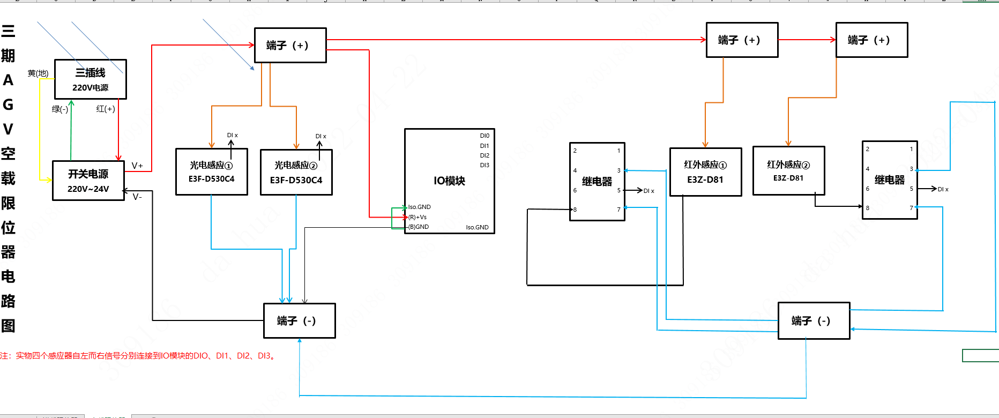 三期AGV空载限位器电路图
端子（+）
端子（+）
端子（+）
黄(地)
三插线
220V电源
绿(-)
红(+)
V+
开关电源
220V~24V
V-
DI x
光电感应①
E3F-D530C4
DI x
光电感应②
E3F-D530C4
DI0
DI1
DI2
DI3
IO模块
Iso.GND
(R)+Vs
(B)GND
Iso.GND
2 1
4 3
继电器
6 5
8 7
DI x
红外感应①
E3Z-D81
红外感应②
E3Z-D81
2 1
4 3
继电器
6 5
8 7
DI x
端子（-）
端子（-）
注：实物四个感应器自左而右信号分别连接到IO模块的DIO、DI1、DI2、DI3。
309186
da hua
2022-01-22